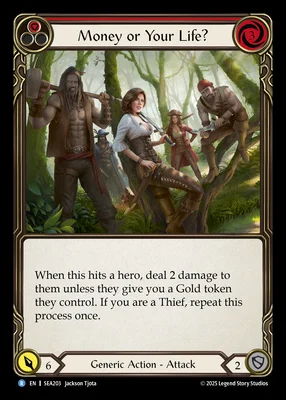 Money or Your Life?
3
When this hits a hero, deal 2 damage to
them unless they give you a Gold token
they control. If you are a Thief, repeat this
process once.
6
Generic Action - Attack
2
R EN SEA203 Jackson Tjota
© 2025 Legend Story Studios